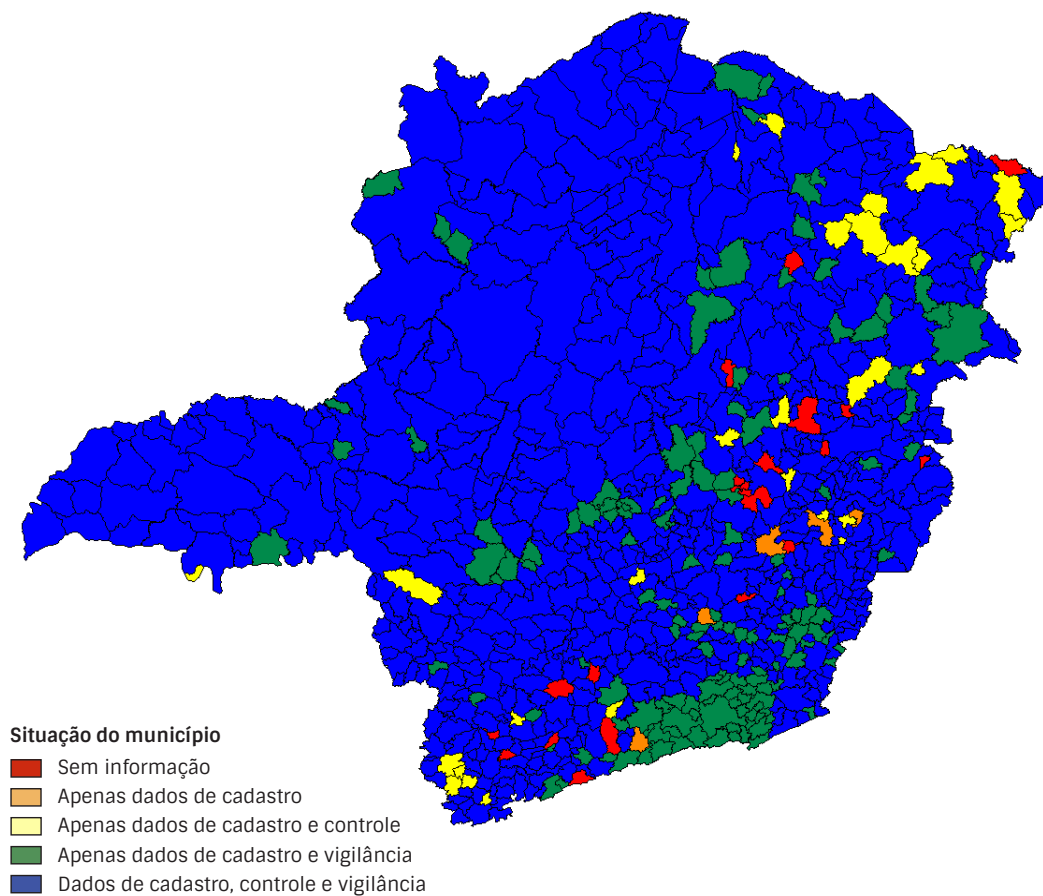 Situação do município
Sem informação
Apenas dados de cadastro
Apenas dados de cadastro e controle
Apenas dados de cadastro e vigilância
Dados de cadastro, controle e vigilância